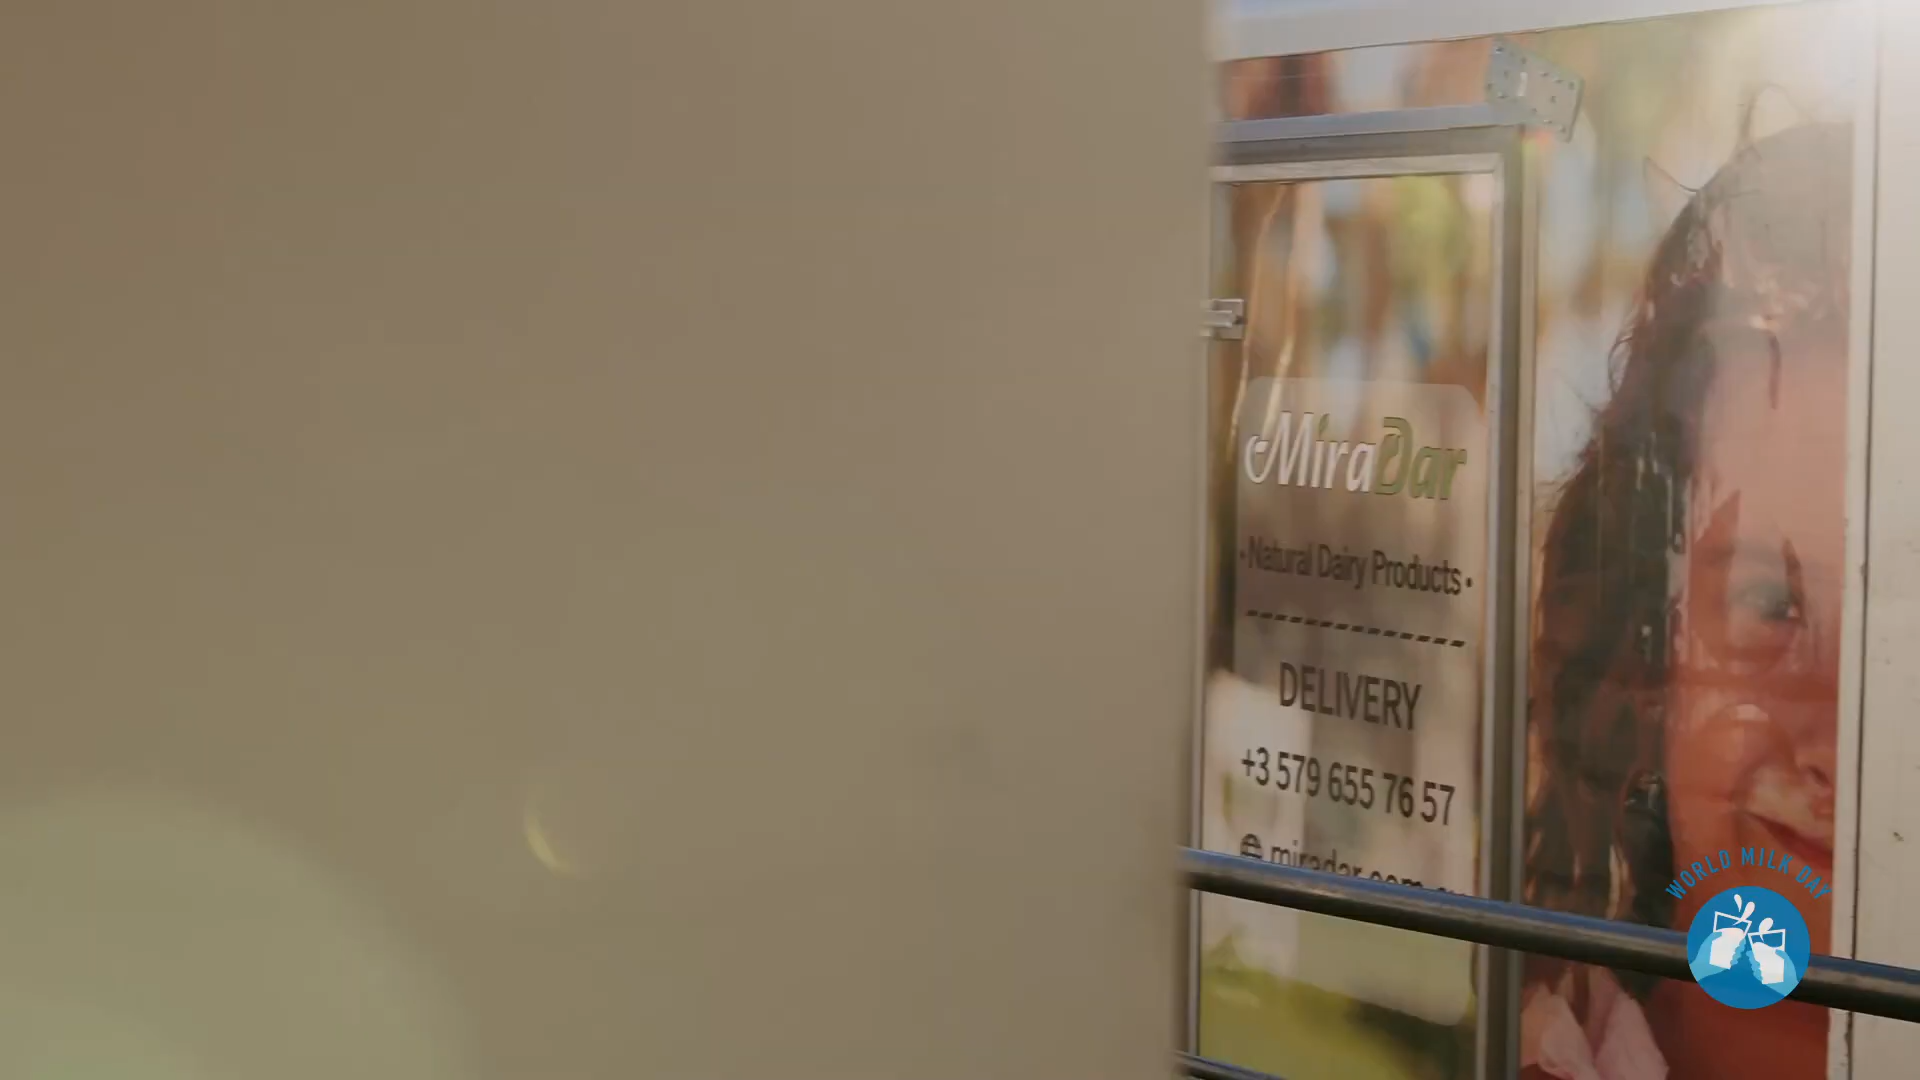 MiraDar
• Natural Dairy Products •
DELIVERY
+3 579 655 76 57
WORLD MILK DAY